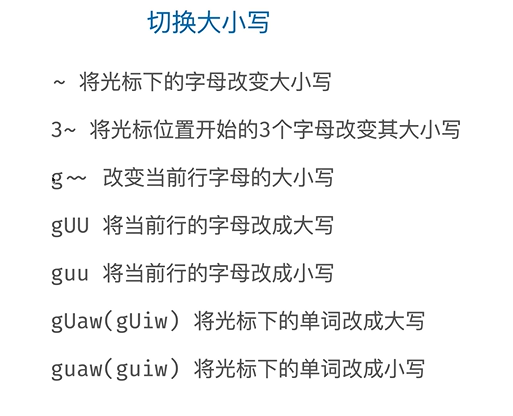 切换大小写
~ 将光标下的字母改变大小写
3~ 将光标位置开始的3个字母改变其大小写
g~~ 改变当前行字母的大小写
gUU 将当前行的字母改成大写
guu 将当前行的字母改成小写
gUaw(gUiw) 将光标下的单词改成大写
guaw(guiw) 将光标下的单词改成小写